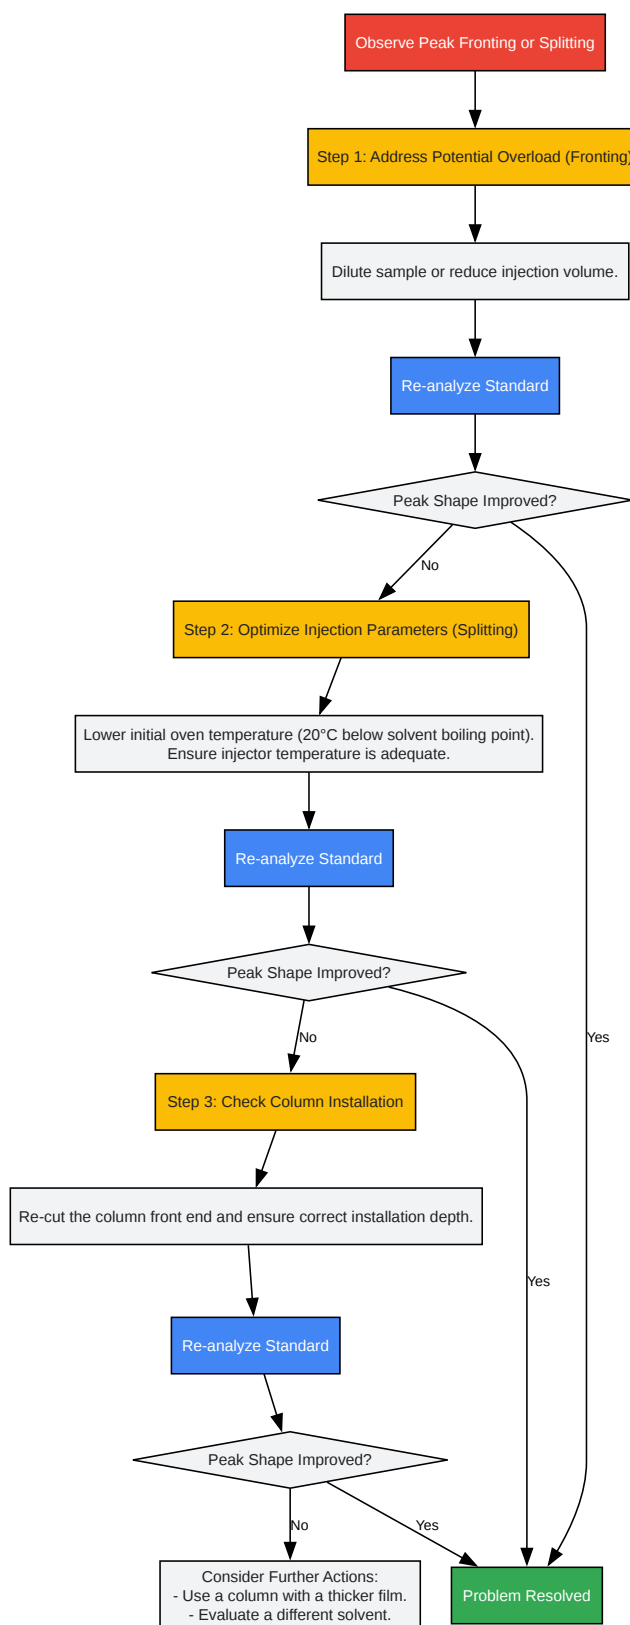 Observe Peak Fronting or Splitting
Step 1: Address Potential Overload (Fronting)
Dilute sample or reduce injection volume.
Re-analyze Standard
Peak Shape Improved?
No
Step 2: Optimize Injection Parameters (Splitting)
Lower initial oven temperature (20°C below solvent boiling point).
Ensure injector temperature is adequate.
Re-analyze Standard
Peak Shape Improved?
No
Yes
Step 3: Check Column Installation
Re-cut the column front end and ensure correct installation depth.
Yes
Re-analyze Standard
Peak Shape Improved?
No
Yes
Consider Further Actions:
- Use a column with a thicker film.
- Evaluate a different solvent.
Problem Resolved